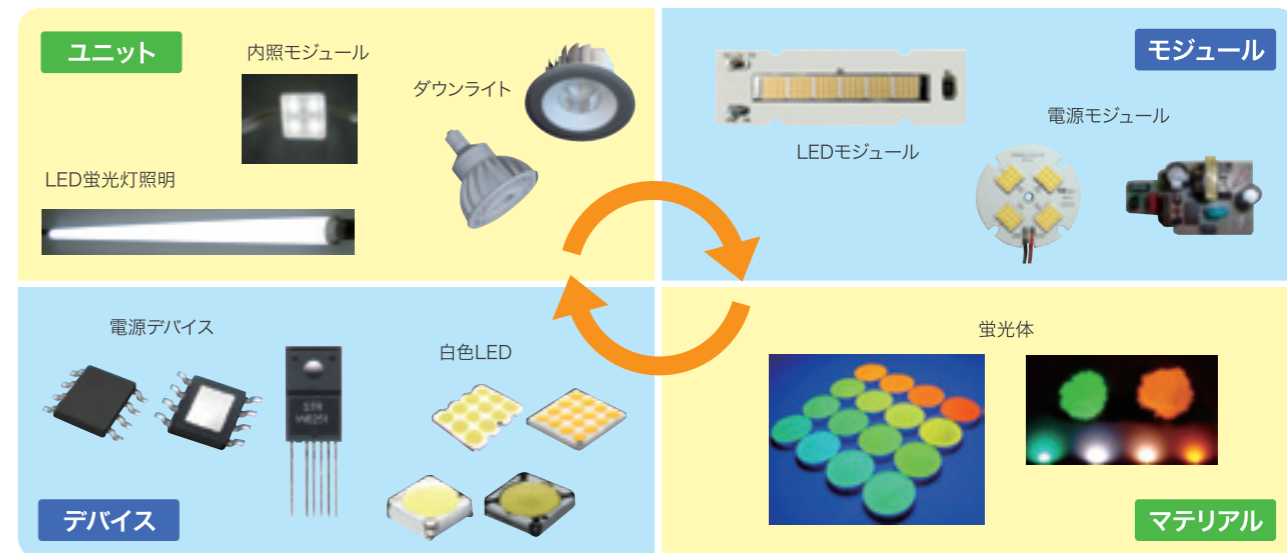 ユニット
内照モジュール
ダウンライト
LED蛍光灯照明
モジュール
LEDモジュール
電源モジュール
電源デバイス
STR
W6251
白色LED
デバイス
蛍光体
マテリアル